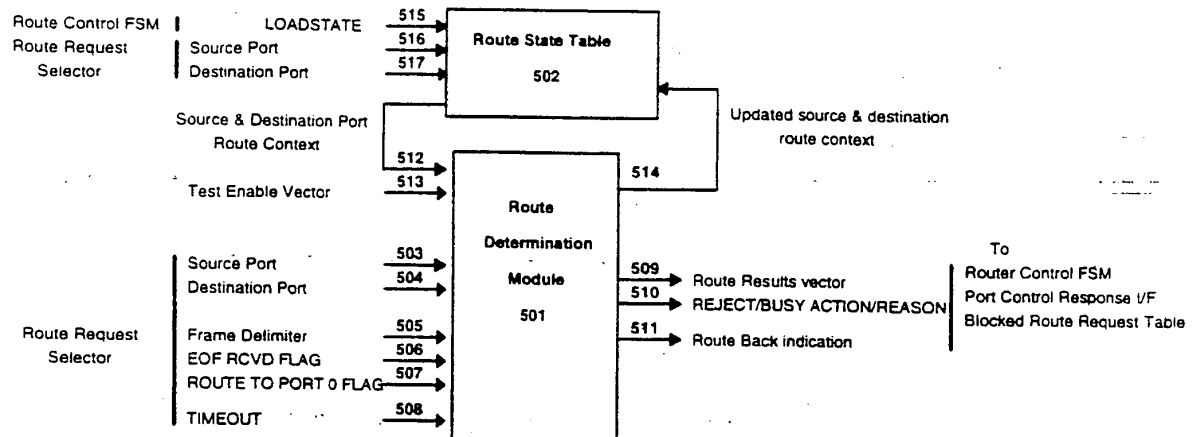 Route Control FSM
LOADSTATE
515
Route Request
Selector
Source Port
516
Destination Port
517
Route State Table
502
Source & Destination Port
Route Context
512
Updated source & destination
route context
514
Test Enable Vector
513
Route
Determination
Module
501
Route Request
Selector
Source Port
503
Destination Port
504
Frame Delimiter
505
EOF RCVD FLAG
506
ROUTE TO PORT 0 FLAG
507
TIMEOUT
508
509
Route Results vector
510
REJECT/BUSY ACTION/REASON
511
Route Back indication
To
Router Control FSM
Port Control Response I/F
Blocked Route Request Table